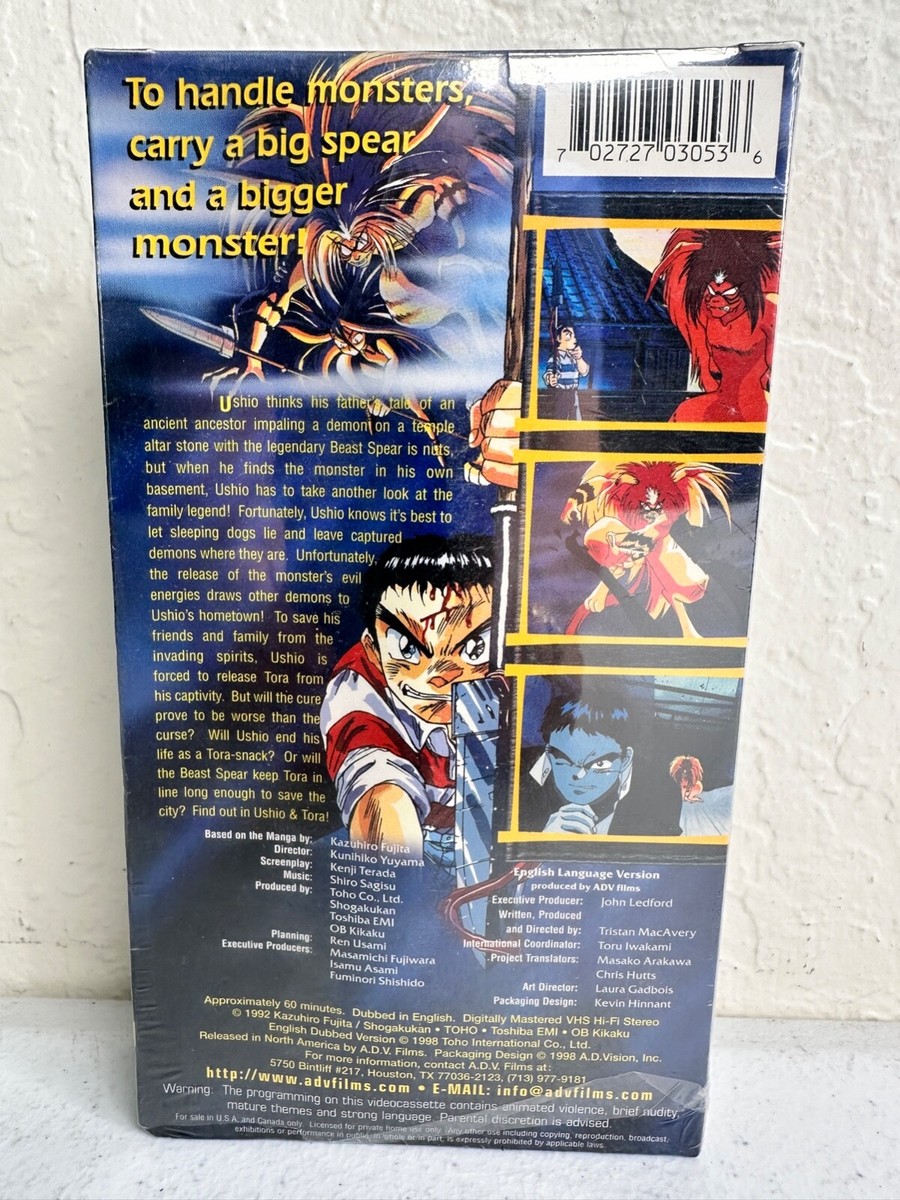 To handle monsters,
carry a big spear
and a bigger
monster!
7 02727 03053 6
Ushio thinks his father's tale of an
ancient ancestor impaling a demon on a temple
altar stone with the legendary Beast Spear is nuts,
but when he finds the monster in his own
basement, Ushio has to take another look at the
family legend! Fortunately, Ushio knows it's best to
let sleeping dogs lie and leave captured
demons where they are. Unfortunately,
the release of the monster's evil
energies draws other demons to
Ushio's hometown! To save his
friends and family from the
invading spirits, Ushio is
forced to release Tora from
his captivity. But will the cure
prove to be worse than the
curse? Will Ushio end his
life as a Tora-snack? Or will
the Beast Spear keep Tora in
line long enough to save the
city? Find out in Ushio & Tora!
Based on the Manga by: Kazuhiro Fujita
Director: Kunihiko Yuyama
Screenplay: Kenji Terada
Music: Shiro Sagisu
Produced by: Toho Co., Ltd.
Shogakukan
Toshiba EMI
OB Kikaku
Planning: Ren Usami
Executive Producers: Masamichi Fujiwara
Isamu Asami
Fuminori Shishido
English Language Version
produced by ADV films
Executive Producer: John Ledford
Written, Produced
and Directed by: Tristan MacAvery
International Coordinator: Toru Iwakami
Project Translators: Masako Arakawa
Chris Hutts
Art Director: Laura Gadbois
Packaging Design: Kevin Hinnant
Approximately 60 minutes. Dubbed in English. Digitally Mastered VHS Hi-Fi Stereo
© 1992 Kazuhiro Fujita / Shogakukan • TOHO • Toshiba EMI • OB Kikaku
English Dubbed Version © 1998 Toho International Co., Ltd.
Released in North America by A.D.V. Films. Packaging Design © 1998 A.D.Vision, Inc.
For more information, contact A.D.V. Films at:
5750 Bintliff #217, Houston, TX 77036-2123, (713) 977-9181
http://www.advfilms.com • E-MAIL: info@advfilms.com
Warning: The programming on this videocassette contains animated violence, brief nudity,
mature themes and strong language. Parental discretion is advised.
For sale in U.S.A. and Canada only. Licensed for private home use only. Any other use including copying, reproduction, broadcast,
exhibitions or performance in public, in whole or in part, is expressly prohibited by applicable laws.